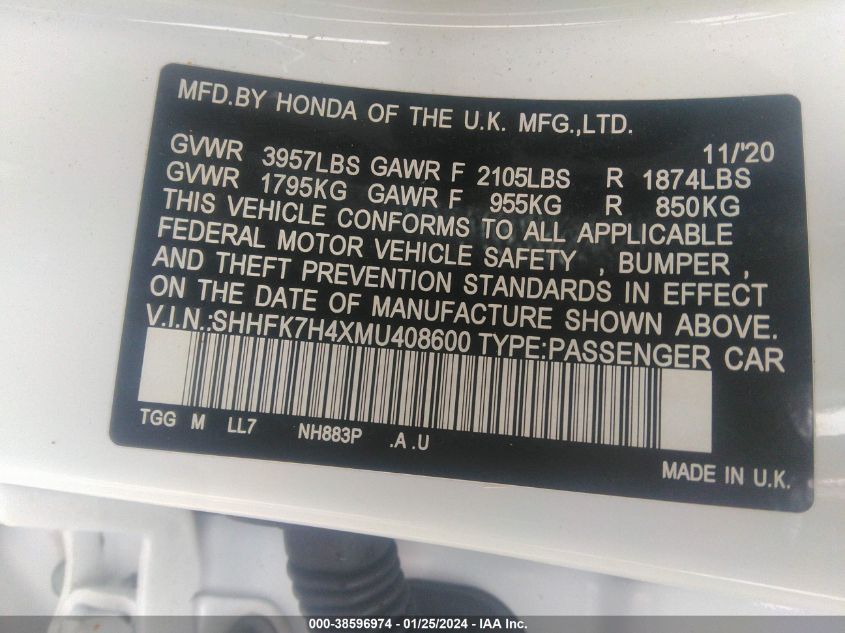 MFD.BY HONDA OF THE U.K. MFG.,LTD.
11/'20
GVWR 3957LBS GAWR F 2105LBS R 1874LBS
GVWR 1795KG GAWR F 955KG R 850KG
THIS VEHICLE CONFORMS TO ALL APPLICABLE
FEDERAL MOTOR VEHICLE SAFETY , BUMPER ,
AND THEFT PREVENTION STANDARDS IN EFFECT
ON THE DATE OF MANUFACTURE SHOWN ABOVE.
V.I.N.:SHHFK7H4XMU408600 TYPE:PASSENGER CAR
TGG M LL7 NH883P .A .U
MADE IN U.K.
000-38596974 / 01/25/2024 - IAA Inc.